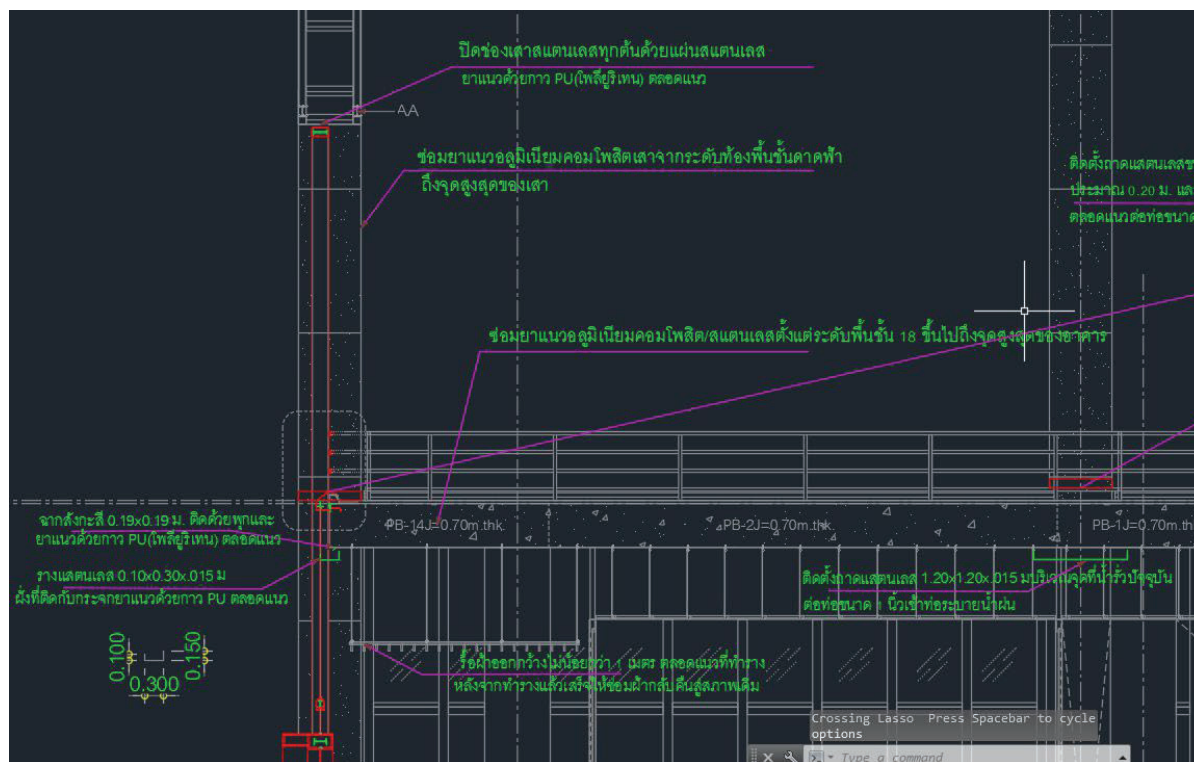 ปิดช่องเสาสแตนเลสทุกต้นด้วยแผ่นสแตนเลส
ยาแนวด้วยกาว PU(โพลียูริเทน) ตลอดแนว
AA
ซ่อมยาแนวอลูมิเนียมคอมโพสิตเสาจากระดับท้องพื้นชั้นดาดฟ้า
ถึงจุดสูงสุดของเสา
ติดตั้งถาดแสตนเลสข
ประมาณ 0.20 ม. แล
ตลอดแนวต่อท่อขนาด
ซ่อมยาแนวอลูมิเนียมคอมโพสิต/สแตนเลสตั้งแต่ระดับพื้นชั้น 18 ขึ้นไปถึงจุดสูงสุดของอาคาร
ฉากสังกะสี 0.19x0.19 ม. ติดด้วยพุกและ
ยาแนวด้วยกาว PU(โพลียูริเทน) ตลอดแนว
PB-14J=0.70m.thk.
PB-2J=0.70m.thk.
PB-1J=0.70m.th
รางแสตนเลส 0.10x0.30x.015 ม
ฝั่งที่ติดกับกระจกยาแนวด้วยกาว PU ตลอดแนว
ติดตั้งถาดแสตนเลส 1.20x1.20x.015 มบริเวณจุดที่น้ำรั่วปัจจุบัน
ต่อท่อขนาด 1 นิ้วเข้าท่อระบายน้ำฝน
0.100
0.150
0.300
รื้อฝ้าออกกว้างไม่น้อยกว่า 1 เมตร ตลอดแนวที่ทำราง
หลังจากทำรางแล้วเสร็จให้ซ่อมฝ้ากลับคืนสู่สภาพเดิม
Crossing Lasso Press Spacebar to cycle
options
Type a command